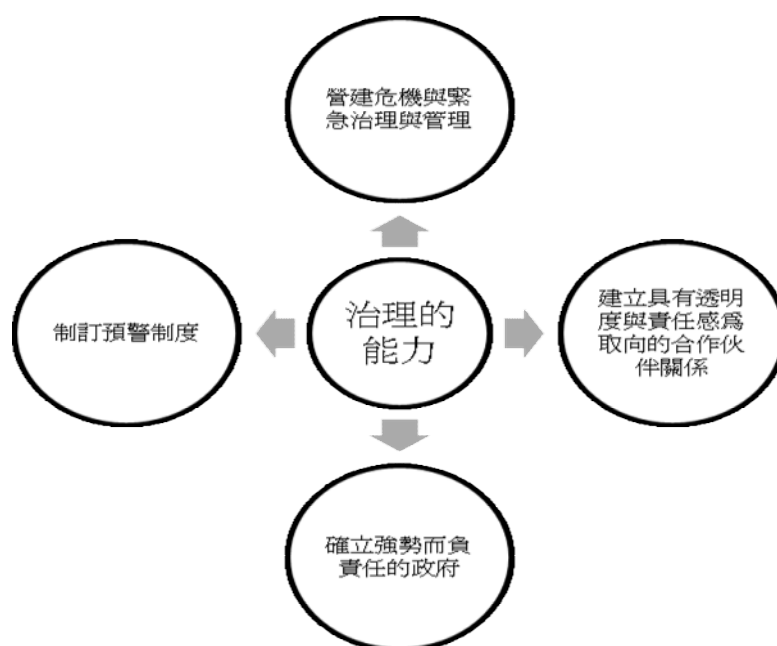 營建危機與緊
急治理與管理
制訂預警制度
治理的
能力
建立具有透明
度與責任感爲
取向的合作伙
伴關係
確立強勢而負
責任的政府